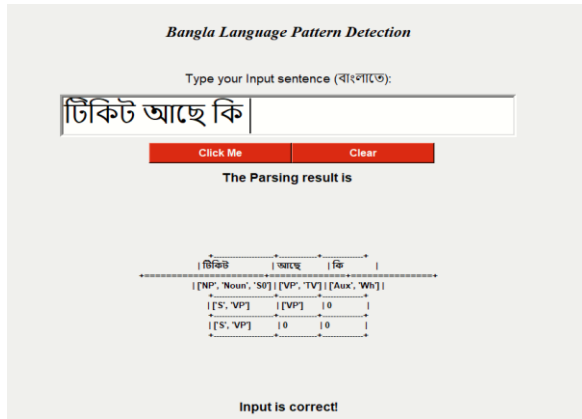 Bangla Language Pattern Detection
Type your Input sentence (বাংলাতে):
টিকিট আছে কি
Click Me Clear
The Parsing result is
+--------------+------------+------------+
| টিকিট | আছে | কি |
+======================+==============+===============+
| ['NP', 'Noun', 'S0'] | ['VP', 'TV'] | ['Aux', 'Wh'] |
+--------------+------------+------------+
| ['S', 'VP'] | ['VP'] | 0 |
+--------------+------------+------------+
| ['S', 'VP'] | 0 | 0 |
+--------------+------------+------------+
Input is correct!